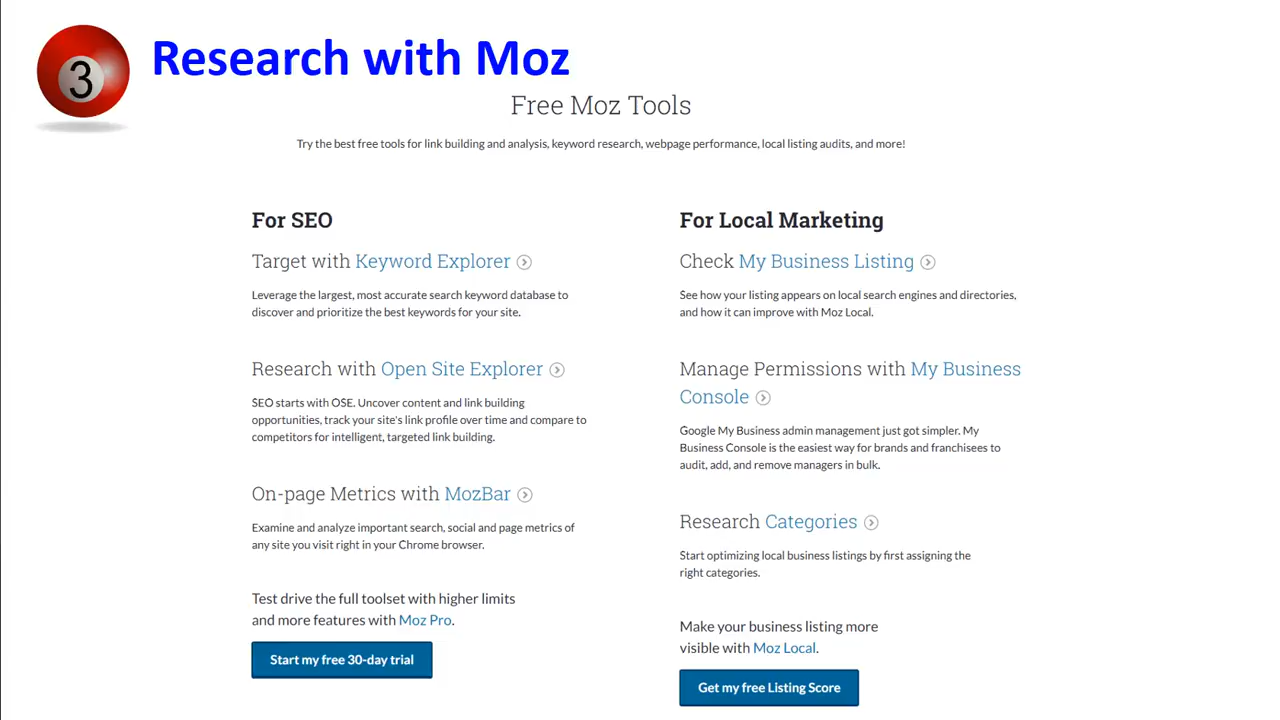 3
Research with Moz
Free Moz Tools
Try the best free tools for link building and analysis, keyword research, webpage performance, local listing audits, and more!
For SEO
Target with Keyword Explorer
Leverage the largest, most accurate search keyword database to
discover and prioritize the best keywords for your site.
Research with Open Site Explorer
SEO starts with OSE. Uncover content and link building
opportunities, track your site's link profile over time and compare to
competitors for intelligent, targeted link building.
On-page Metrics with MozBar
Examine and analyze important search, social and page metrics of
any site you visit right in your Chrome browser.
Test drive the full toolset with higher limits
and more features with Moz Pro.
Start my free 30-day trial
For Local Marketing
Check My Business Listing
See how your listing appears on local search engines and directories,
and how it can improve with Moz Local.
Manage Permissions with My Business
Console
Google My Business admin management just got simpler. My
Business Console is the easiest way for brands and franchisees to
audit, add, and remove managers in bulk.
Research Categories
Start optimizing local business listings by first assigning the
right categories.
Make your business listing more
visible with Moz Local.
Get my free Listing Score